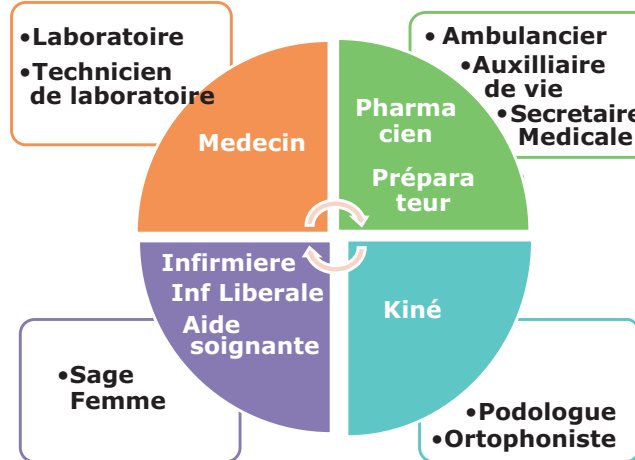 •Laboratoire
•Technicien
de laboratoire
• Ambulancier
•Auxilliaire
de vie
•Secretaire
Medicale
Medecin
Pharma
cien
Prépara
teur
Infirmiere
Inf Liberale
Aide
soignante
Kiné
•Sage
Femme
•Podologue
•Ortophoniste